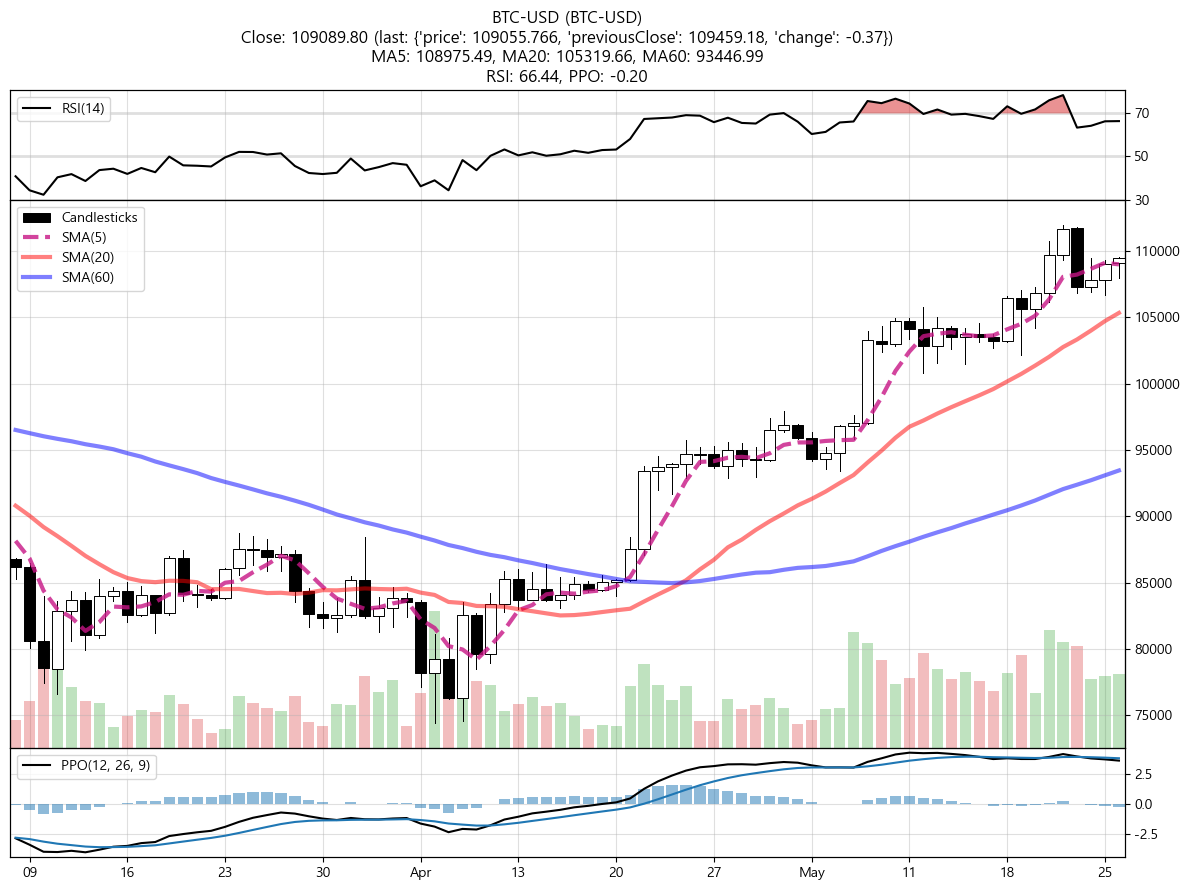 BTC-USD (BTC-USD)
Close: 109089.80 (last: {'price': 109055.766, 'previousClose': 109459.18, 'change': -0.37})
MA5: 108975.49, MA20: 105319.66, MA60: 93446.99
RSI: 66.44, PPO: -0.20
RSI(14)
70
50
30
Candlesticks
SMA(5)
SMA(20)
SMA(60)
110000
105000
100000
95000
90000
85000
80000
75000
PPO(12, 26, 9)
2.5
0.0
-2.5
09 16 23 30 Apr 13 20 27 May 11 18 25